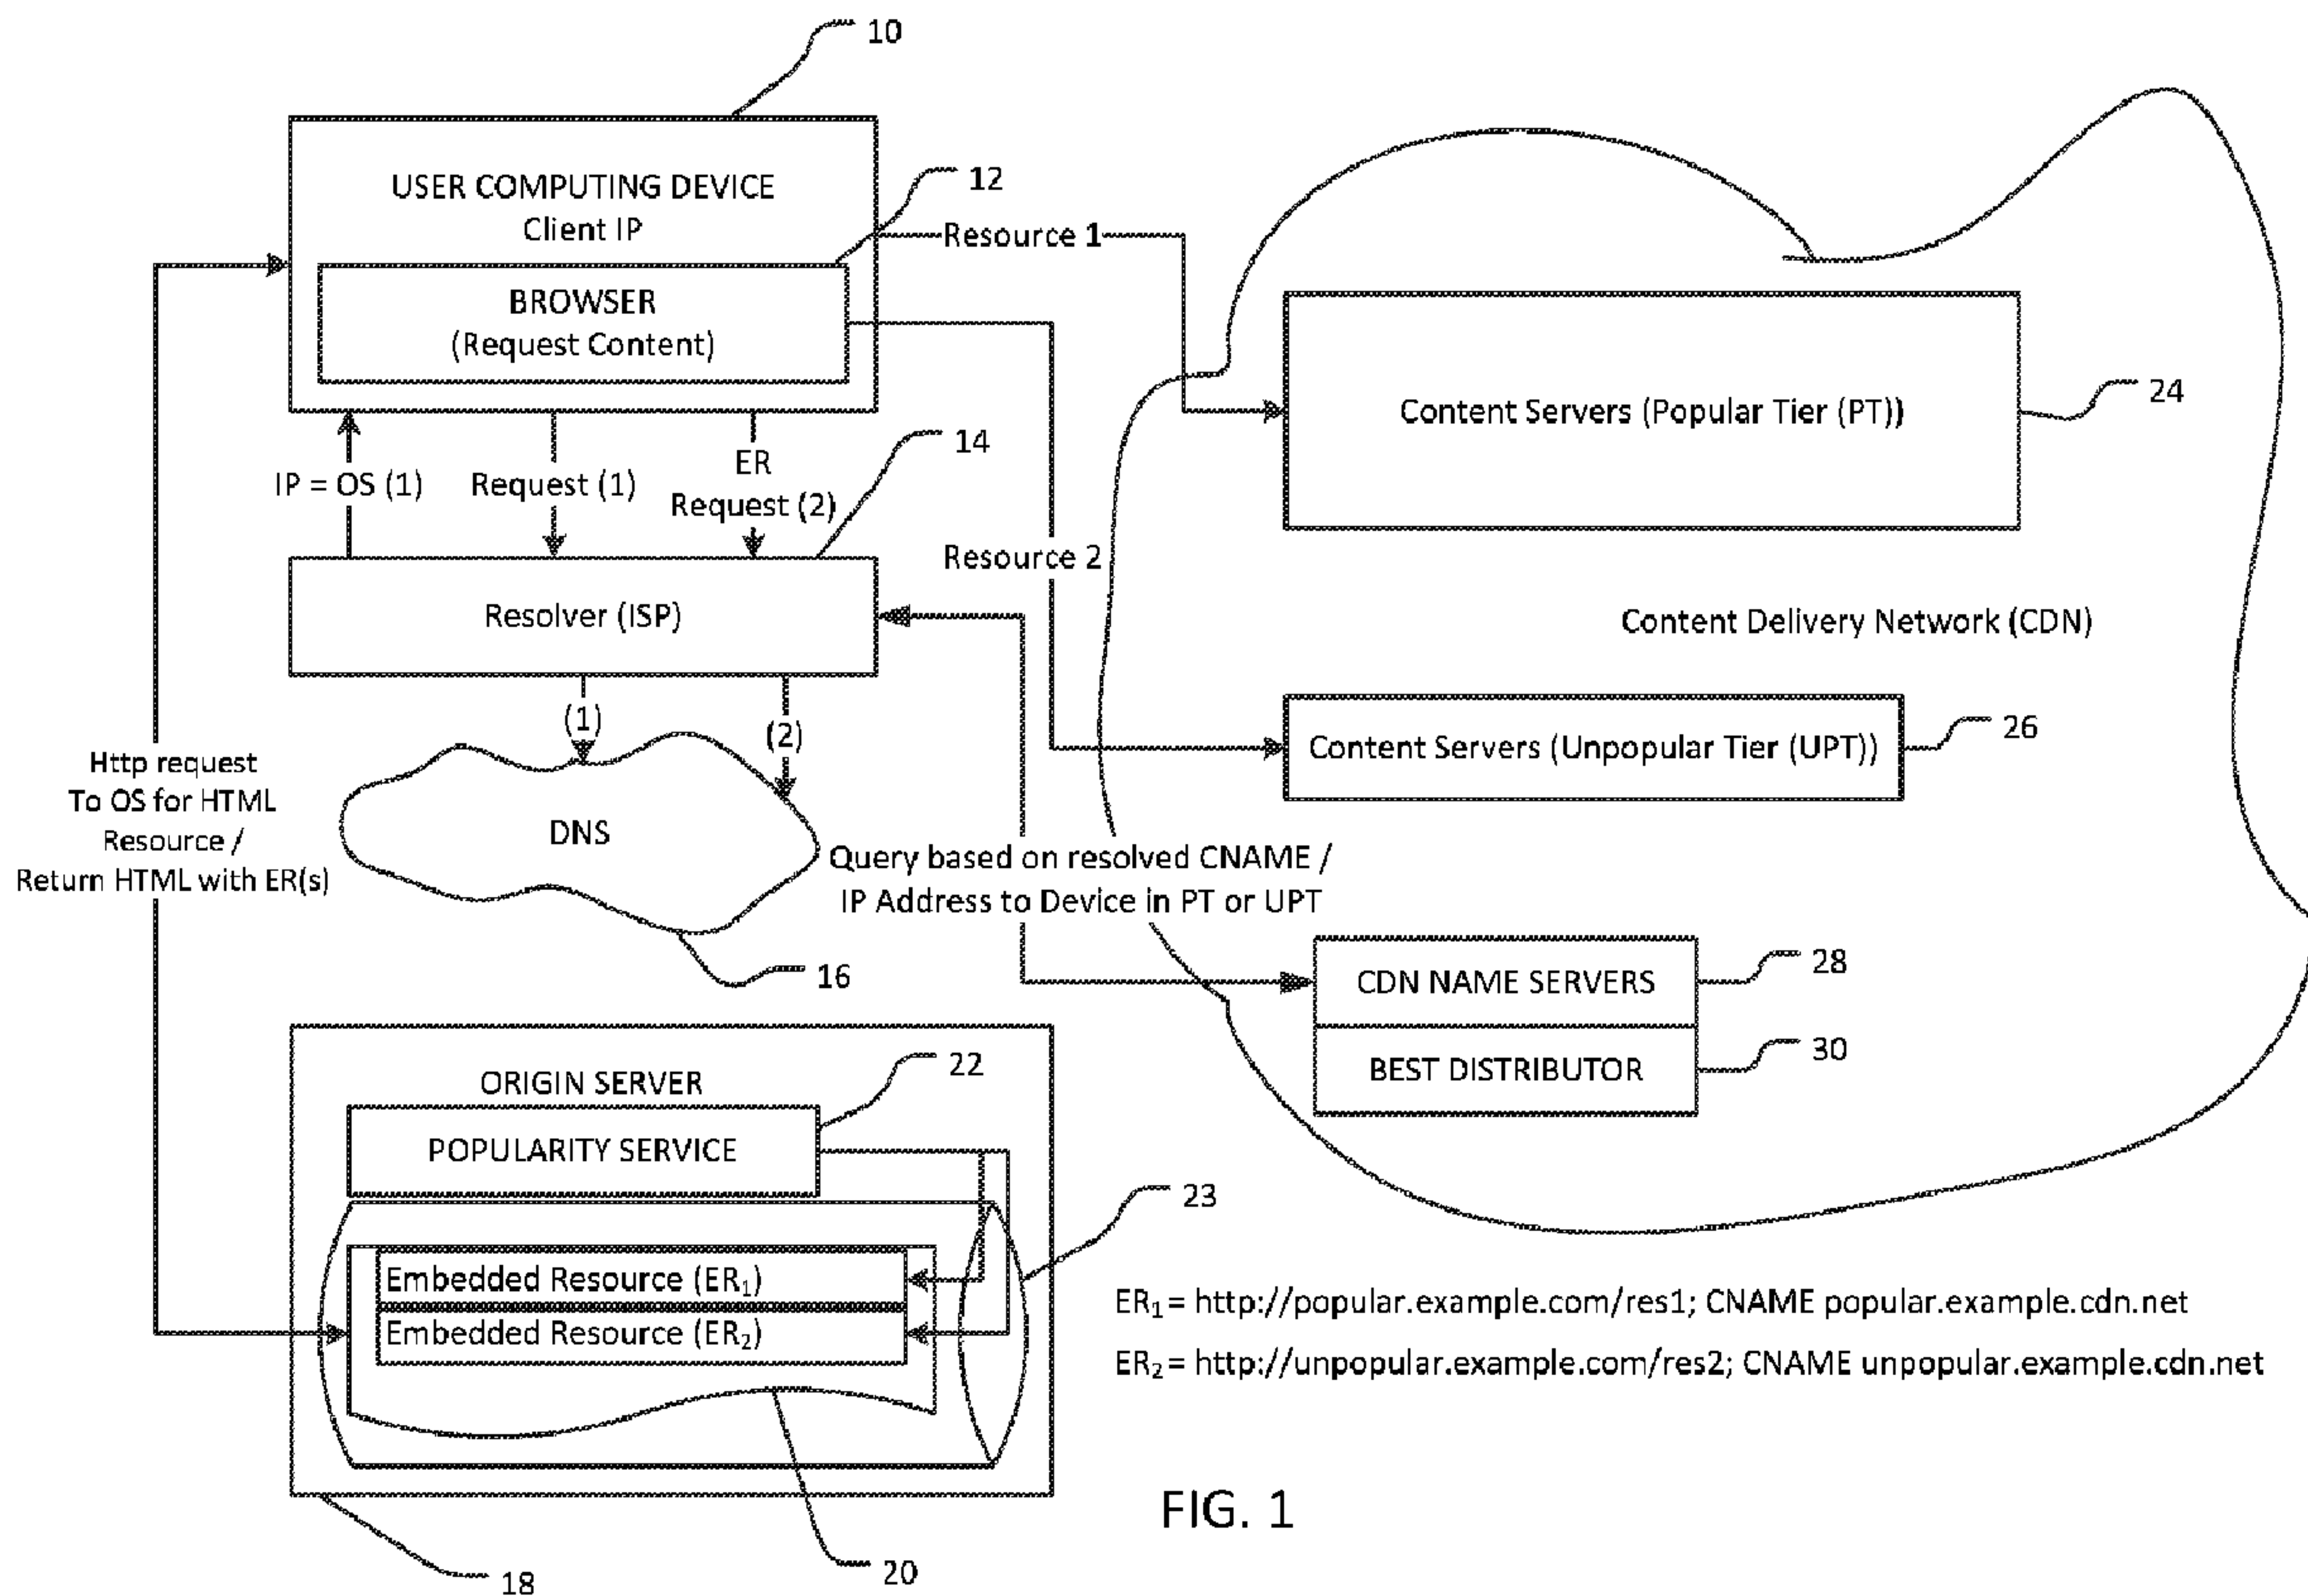 10
USER COMPUTING DEVICE
Client IP
12
BROWSER
(Request Content)
Resource 1
Content Servers (Popular Tier (PT))
24
IP = OS (1)
Request (1)
ER
Request (2)
14
Resource 2
Resolver (ISP)
Content Delivery Network (CDN)
(1)
(2)
Content Servers (Unpopular Tier (UPT))
26
Http request
To OS for HTML
Resource /
Return HTML with ER(s)
DNS
Query based on resolved CNAME /
IP Address to Device in PT or UPT
16
CDN NAME SERVERS
28
BEST DISTRIBUTOR
30
ORIGIN SERVER
22
POPULARITY SERVICE
23
Embedded Resource (ER₁)
Embedded Resource (ER₂)
ER₁ = http://popular.example.com/res1; CNAME popular.example.cdn.net
ER₂ = http://unpopular.example.com/res2; CNAME unpopular.example.cdn.net
FIG. 1
18
20